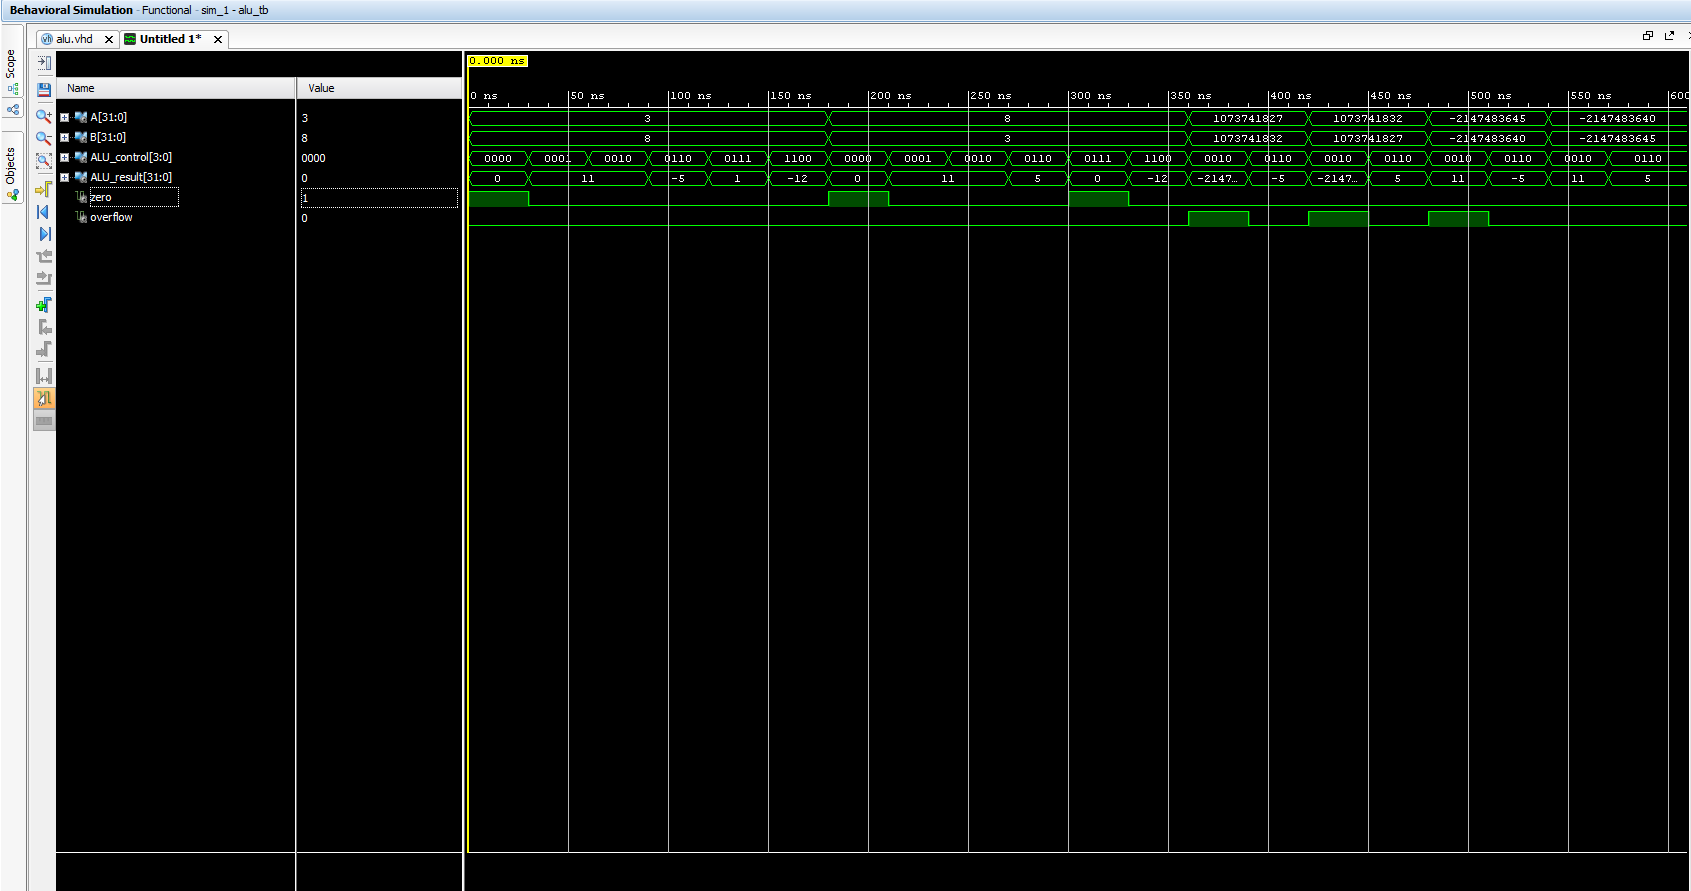 Behavioral Simulation - Functional - sim_1 - alu_tb
Scope
Objects
alu.vhd
Untitled 1*
0.000 ns
Name Value
0 ns 50 ns 100 ns 150 ns 200 ns 250 ns 300 ns 350 ns 400 ns 450 ns 500 ns 550 ns 600
A[31:0] 3 3 8 1073741827 1073741832 -2147483645 -2147483640
B[31:0] 8 8 3 1073741832 1073741827 -2147483640 -2147483645
ALU_control[3:0] 0000 0000 0001 0010 0110 0111 1100 0000 0001 0010 0110 0111 1100 0010 0110 0010 0110 0010 0110 0010 0110
ALU_result[31:0] 0 0 11 -5 1 -12 0 11 5 0 -12 -2147... -5 -2147... 5 11 -5 11 5
zero 1
overflow 0